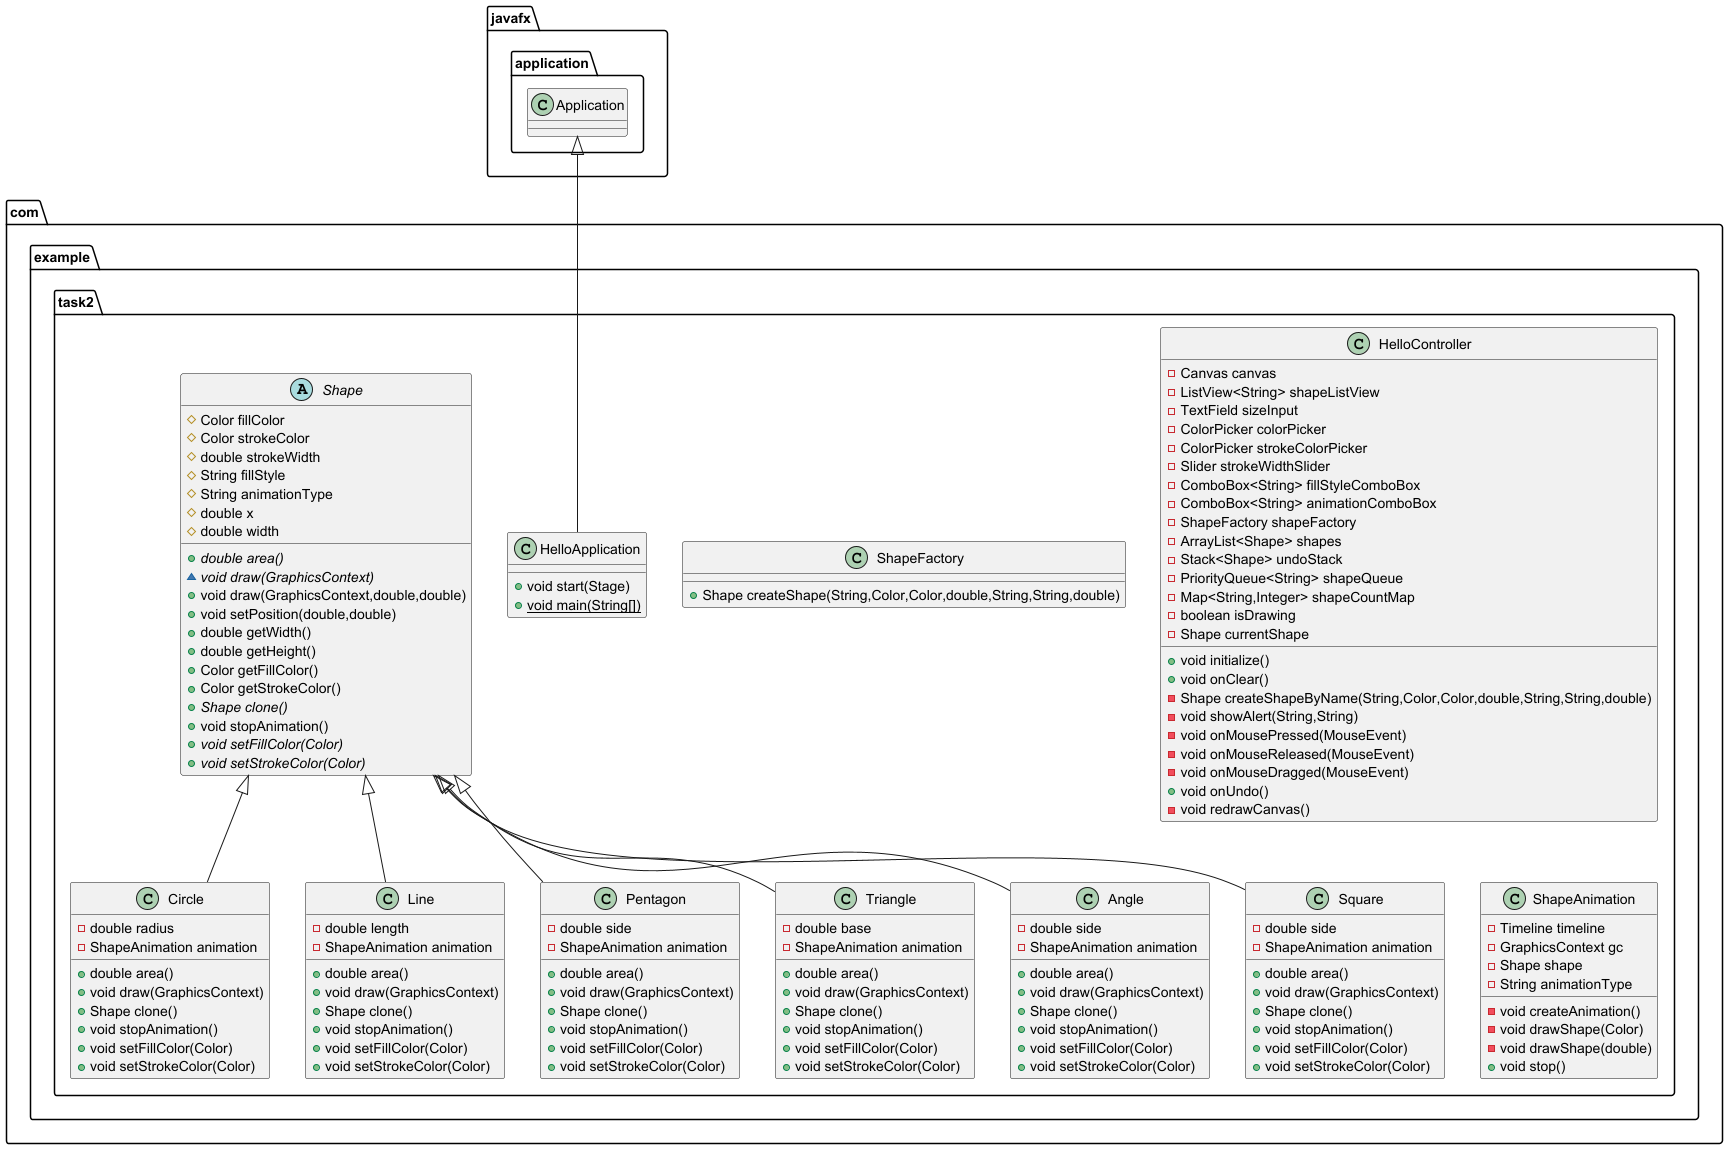 javafx
application
C Application
com
example
task2
A Shape
Color fillColor
Color strokeColor
double strokeWidth
String fillStyle
String animationType
double x
double width
double area()
void draw(GraphicsContext)
void draw(GraphicsContext,double,double)
void setPosition(double,double)
double getWidth()
double getHeight()
Color getFillColor()
Color getStrokeColor()
Shape clone()
void stopAnimation()
void setFillColor(Color)
void setStrokeColor(Color)
C HelloApplication
void start(Stage)
void main(String[])
C ShapeFactory
Shape createShape(String,Color,Color,double,String,String,double)
C HelloController
Canvas canvas
ListView<String> shapeListView
TextField sizeInput
ColorPicker colorPicker
ColorPicker strokeColorPicker
Slider strokeWidthSlider
ComboBox<String> fillStyleComboBox
ComboBox<String> animationComboBox
ShapeFactory shapeFactory
ArrayList<Shape> shapes
Stack<Shape> undoStack
PriorityQueue<String> shapeQueue
Map<String,Integer> shapeCountMap
boolean isDrawing
Shape currentShape
void initialize()
void onClear()
Shape createShapeByName(String,Color,Color,double,String,String,double)
void showAlert(String,String)
void onMousePressed(MouseEvent)
void onMouseReleased(MouseEvent)
void onMouseDragged(MouseEvent)
void onUndo()
void redrawCanvas()
C Circle
double radius
ShapeAnimation animation
double area()
void draw(GraphicsContext)
Shape clone()
void stopAnimation()
void setFillColor(Color)
void setStrokeColor(Color)
C Line
double length
ShapeAnimation animation
double area()
void draw(GraphicsContext)
Shape clone()
void stopAnimation()
void setFillColor(Color)
void setStrokeColor(Color)
C Pentagon
double side
ShapeAnimation animation
double area()
void draw(GraphicsContext)
Shape clone()
void stopAnimation()
void setFillColor(Color)
void setStrokeColor(Color)
C Triangle
double base
ShapeAnimation animation
double area()
void draw(GraphicsContext)
Shape clone()
void stopAnimation()
void setFillColor(Color)
void setStrokeColor(Color)
C Angle
double side
ShapeAnimation animation
double area()
void draw(GraphicsContext)
Shape clone()
void stopAnimation()
void setFillColor(Color)
void setStrokeColor(Color)
C Square
double side
ShapeAnimation animation
double area()
void draw(GraphicsContext)
Shape clone()
void stopAnimation()
void setFillColor(Color)
void setStrokeColor(Color)
C ShapeAnimation
Timeline timeline
GraphicsContext gc
Shape shape
String animationType
void createAnimation()
void drawShape(Color)
void drawShape(double)
void stop()